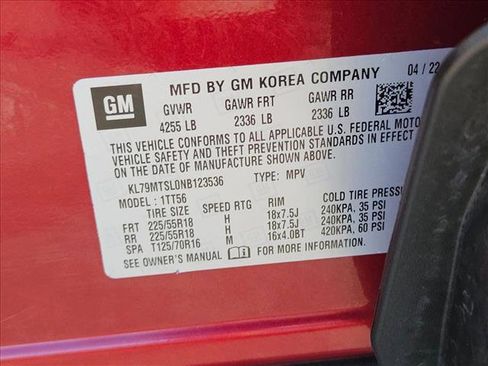 GM
MFD BY GM KOREA COMPANY 04 / 22
GVWR GAWR FRT GAWR RR
4255 LB 2336 LB 2336 LB
THIS VEHICLE CONFORMS TO ALL APPLICABLE U.S. FEDERAL MOTOR
VEHICLE SAFETY AND THEFT PREVENTION STANDARDS IN EFFECT
ON THE DATE OF MANUFACTURE SHOWN ABOVE.
KL79MTSL0NB123536 TYPE : MPV
MODEL : 1TT56
SPEED RTG RIM COLD TIRE PRESSURE
FRT 225/55R18 H 18x7.5J 240KPA, 35 PSI
RR 225/55R18 H 18x7.5J 240KPA, 35 PSI
SPA T125/70R16 M 16x4.0BT 420KPA, 60 PSI
SEE OWNER'S MANUAL FOR MORE INFORMATION